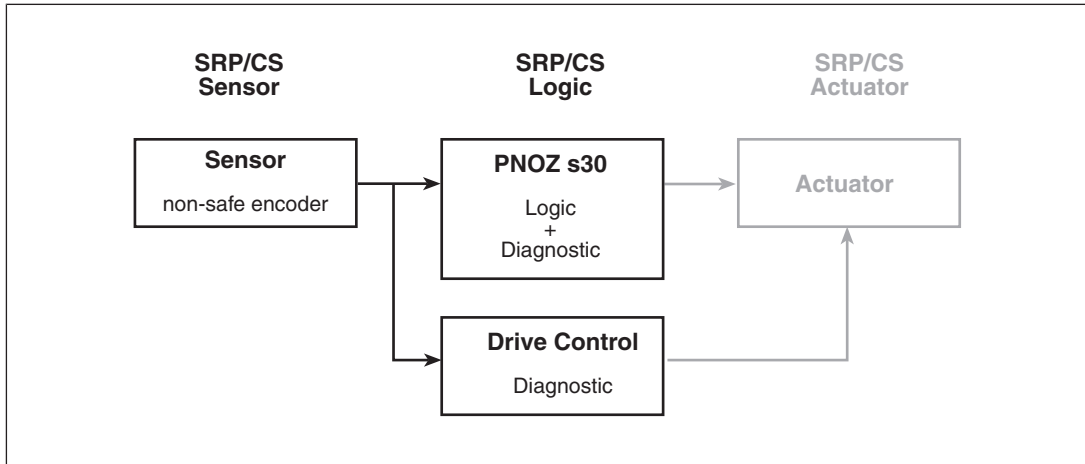 SRP/CS
Sensor
SRP/CS
Logic
SRP/CS
Actuator
Sensor
non-safe encoder
PNOZ s30
Logic
+
Diagnostic
Actuator
Drive Control
Diagnostic